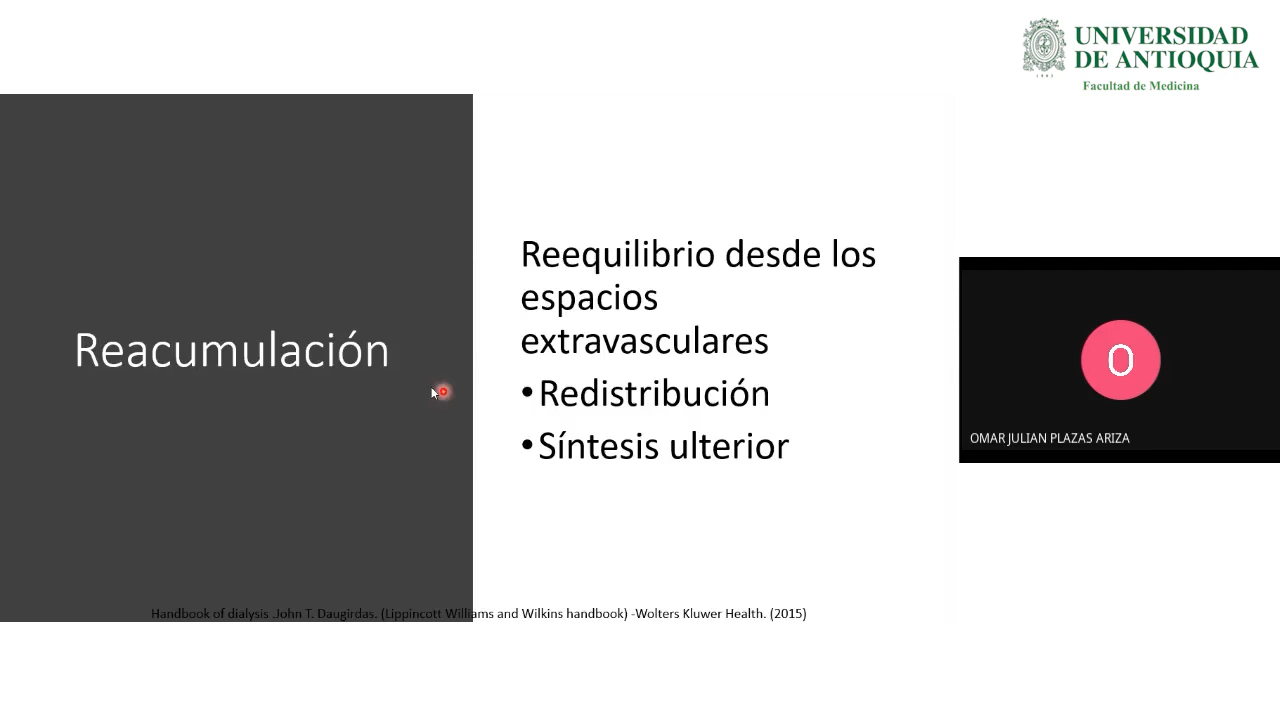 UNIVERSIDAD
DE ANTIOQUIA
1803
Facultad de Medicina
Reacumulación
Reequilibrio desde los
espacios
extravasculares
•Redistribución
•Síntesis ulterior
O
OMAR JULIAN PLAZAS ARIZA
Handbook of dialysis John T. Daugirdas. (Lippincott Williams and Wilkins handbook) -Wolters Kluwer Health. (2015)